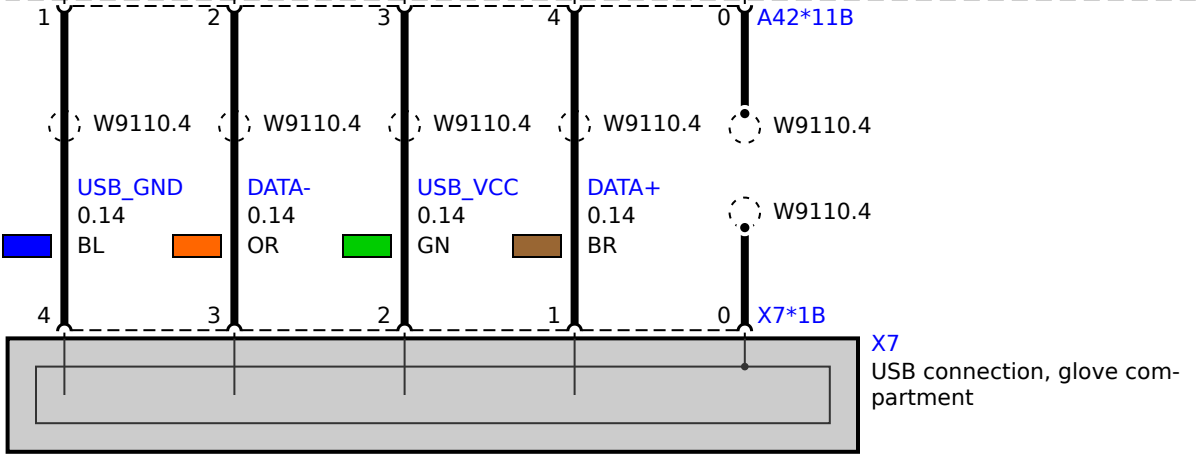 1 2 3 4 0 A42*11B
W9110.4 W9110.4 W9110.4 W9110.4 W9110.4
USB_GND DATA- USB_VCC DATA+ W9110.4
0.14 0.14 0.14 0.14
BL OR GN BR
4 3 2 1 0 X7*1B
X7
USB connection, glove com-
partment